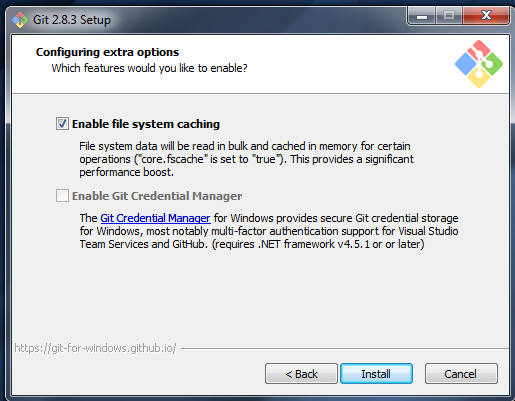 Git 2.8.3 Setup
Configuring extra options
Which features would you like to enable?
Enable file system caching
File system data will be read in bulk and cached in memory for certain
operations ("core.fscache" is set to "true"). This provides a significant
performance boost.
Enable Git Credential Manager
The Git Credential Manager for Windows provides secure Git credential storage
for Windows, most notably multi-factor authentication support for Visual Studio
Team Services and GitHub. (requires .NET framework v4.5.1 or or later)
https://git-for-windows.github.io/
< Back
Install
Cancel